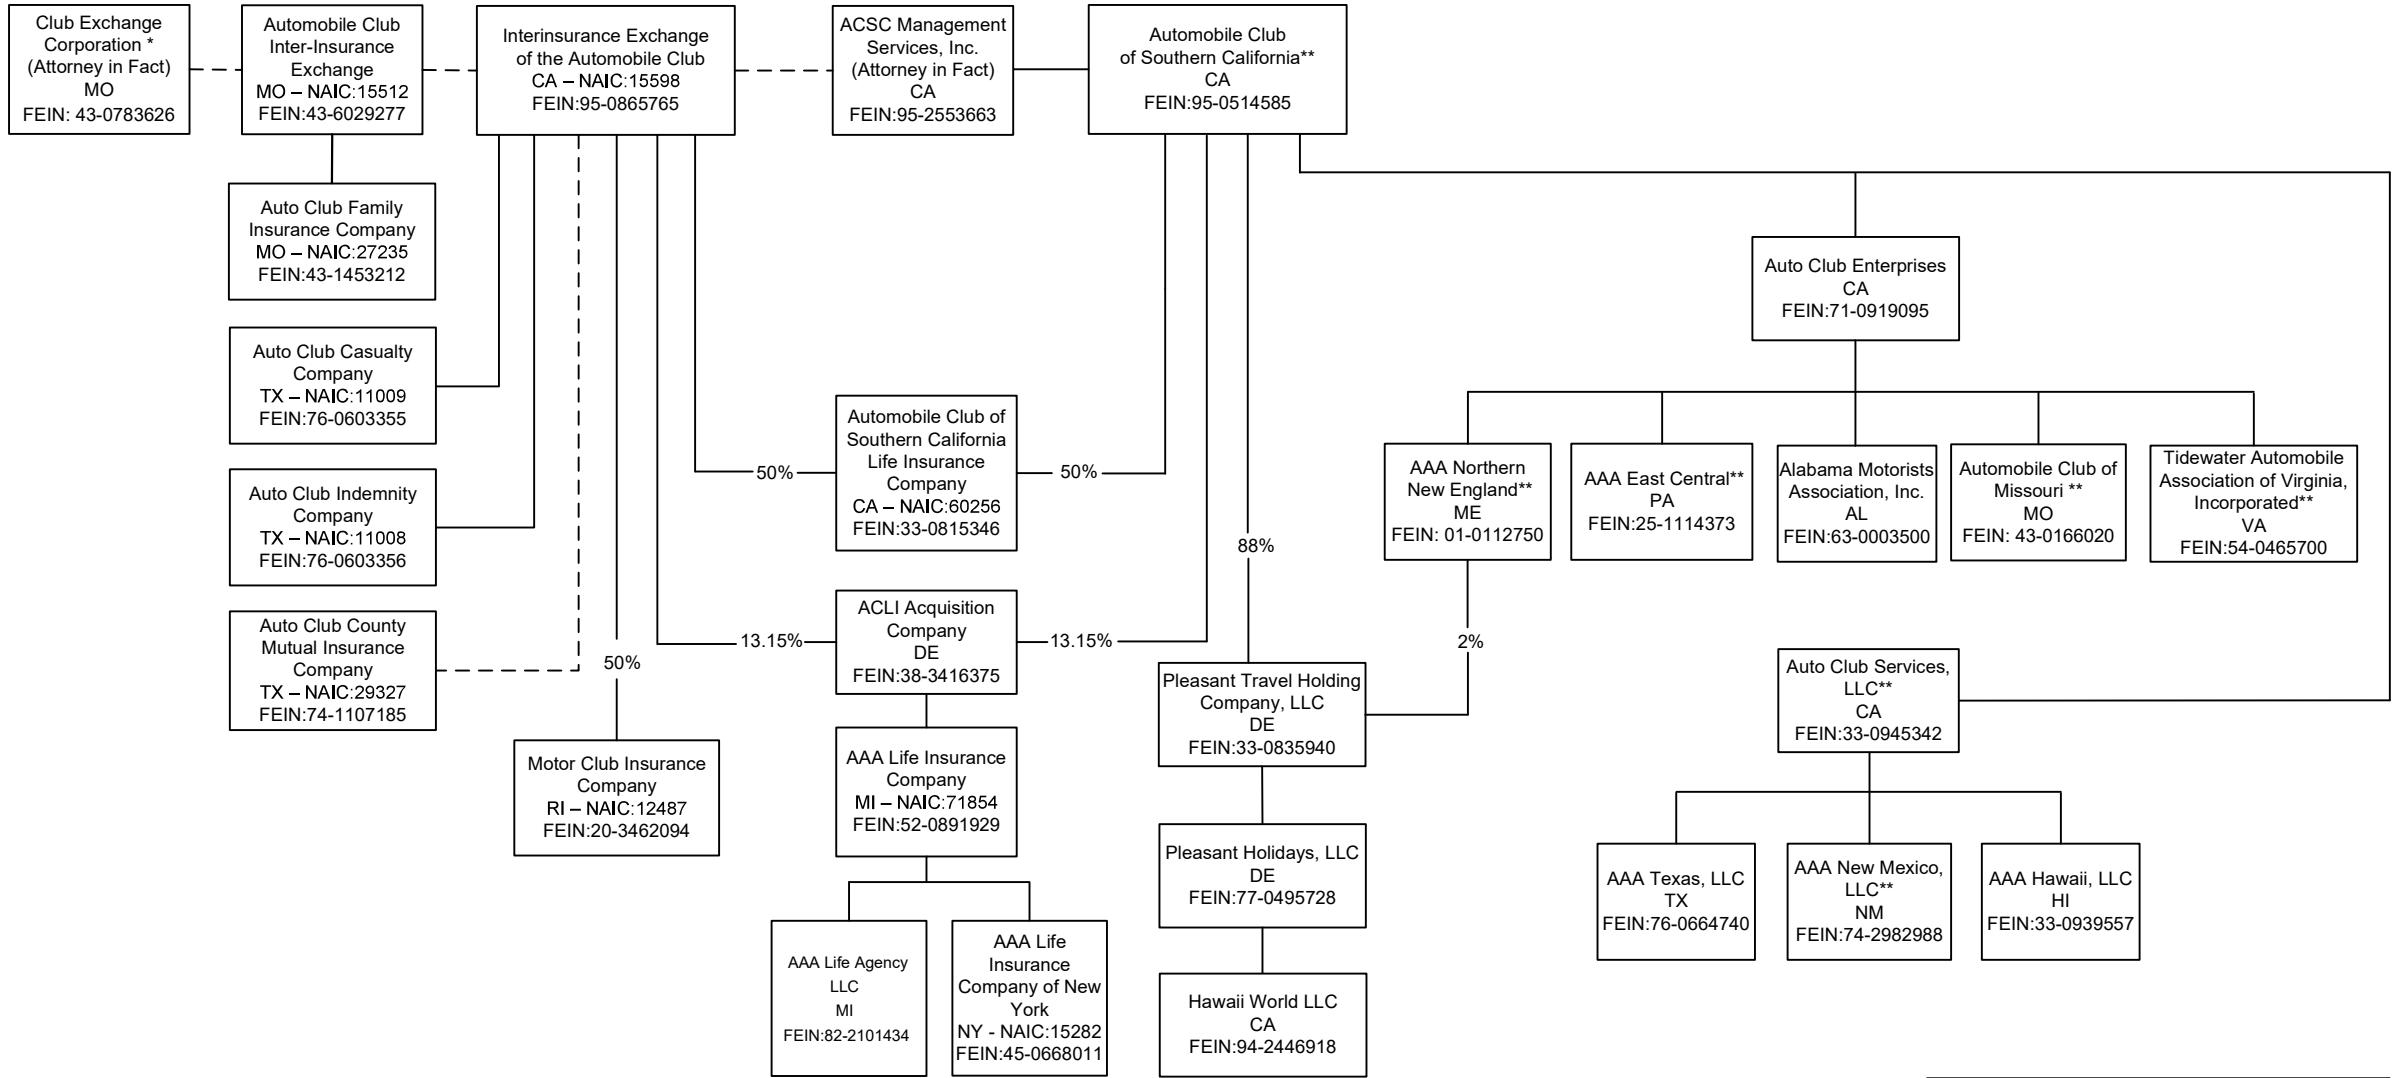 Club Exchange
Corporation *
(Attorney in Fact)
MO
FEIN: 43-0783626
Automobile Club
Inter-Insurance
Exchange
MO – NAIC:15512
FEIN:43-6029277
Interinsurance Exchange
of the Automobile Club
CA – NAIC:15598
FEIN:95-0865765
ACSC Management
Services, Inc.
(Attorney in Fact)
CA
FEIN:95-2553663
Automobile Club
of Southern California**
CA
FEIN:95-0514585
Auto Club Family
Insurance Company
MO – NAIC:27235
FEIN:43-1453212
Auto Club Casualty
Company
TX – NAIC:11009
FEIN:76-0603355
Auto Club Indemnity
Company
TX – NAIC:11008
FEIN:76-0603356
Auto Club County
Mutual Insurance
Company
TX – NAIC:29327
FEIN:74-1107185
50%
Motor Club Insurance
Company
RI – NAIC:12487
FEIN:20-3462094
50%
Automobile Club of
Southern California
Life Insurance
Company
CA – NAIC:60256
FEIN:33-0815346
50%
13.15%
ACLI Acquisition
Company
DE
FEIN:38-3416375
13.15%
AAA Life Insurance
Company
MI – NAIC:71854
FEIN:52-0891929
AAA Life Agency
LLC
MI
FEIN:82-2101434
AAA Life
Insurance
Company of New
York
NY - NAIC:15282
FEIN:45-0668011
88%
Pleasant Travel Holding
Company, LLC
DE
FEIN:33-0835940
2%
Pleasant Holidays, LLC
DE
FEIN:77-0495728
Hawaii World LLC
CA
FEIN:94-2446918
Auto Club Enterprises
CA
FEIN:71-0919095
AAA Northern
New England**
ME
FEIN: 01-0112750
AAA East Central**
PA
FEIN:25-1114373
Alabama Motorists
Association, Inc.
AL
FEIN:63-0003500
Automobile Club of
Missouri **
MO
FEIN: 43-0166020
Tidewater Automobile
Association of Virginia,
Incorporated**
VA
FEIN:54-0465700
Auto Club Services,
LLC**
CA
FEIN:33-0945342
AAA Texas, LLC
TX
FEIN:76-0664740
AAA New Mexico,
LLC**
NM
FEIN:74-2982988
AAA Hawaii, LLC
HI
FEIN:33-0939557